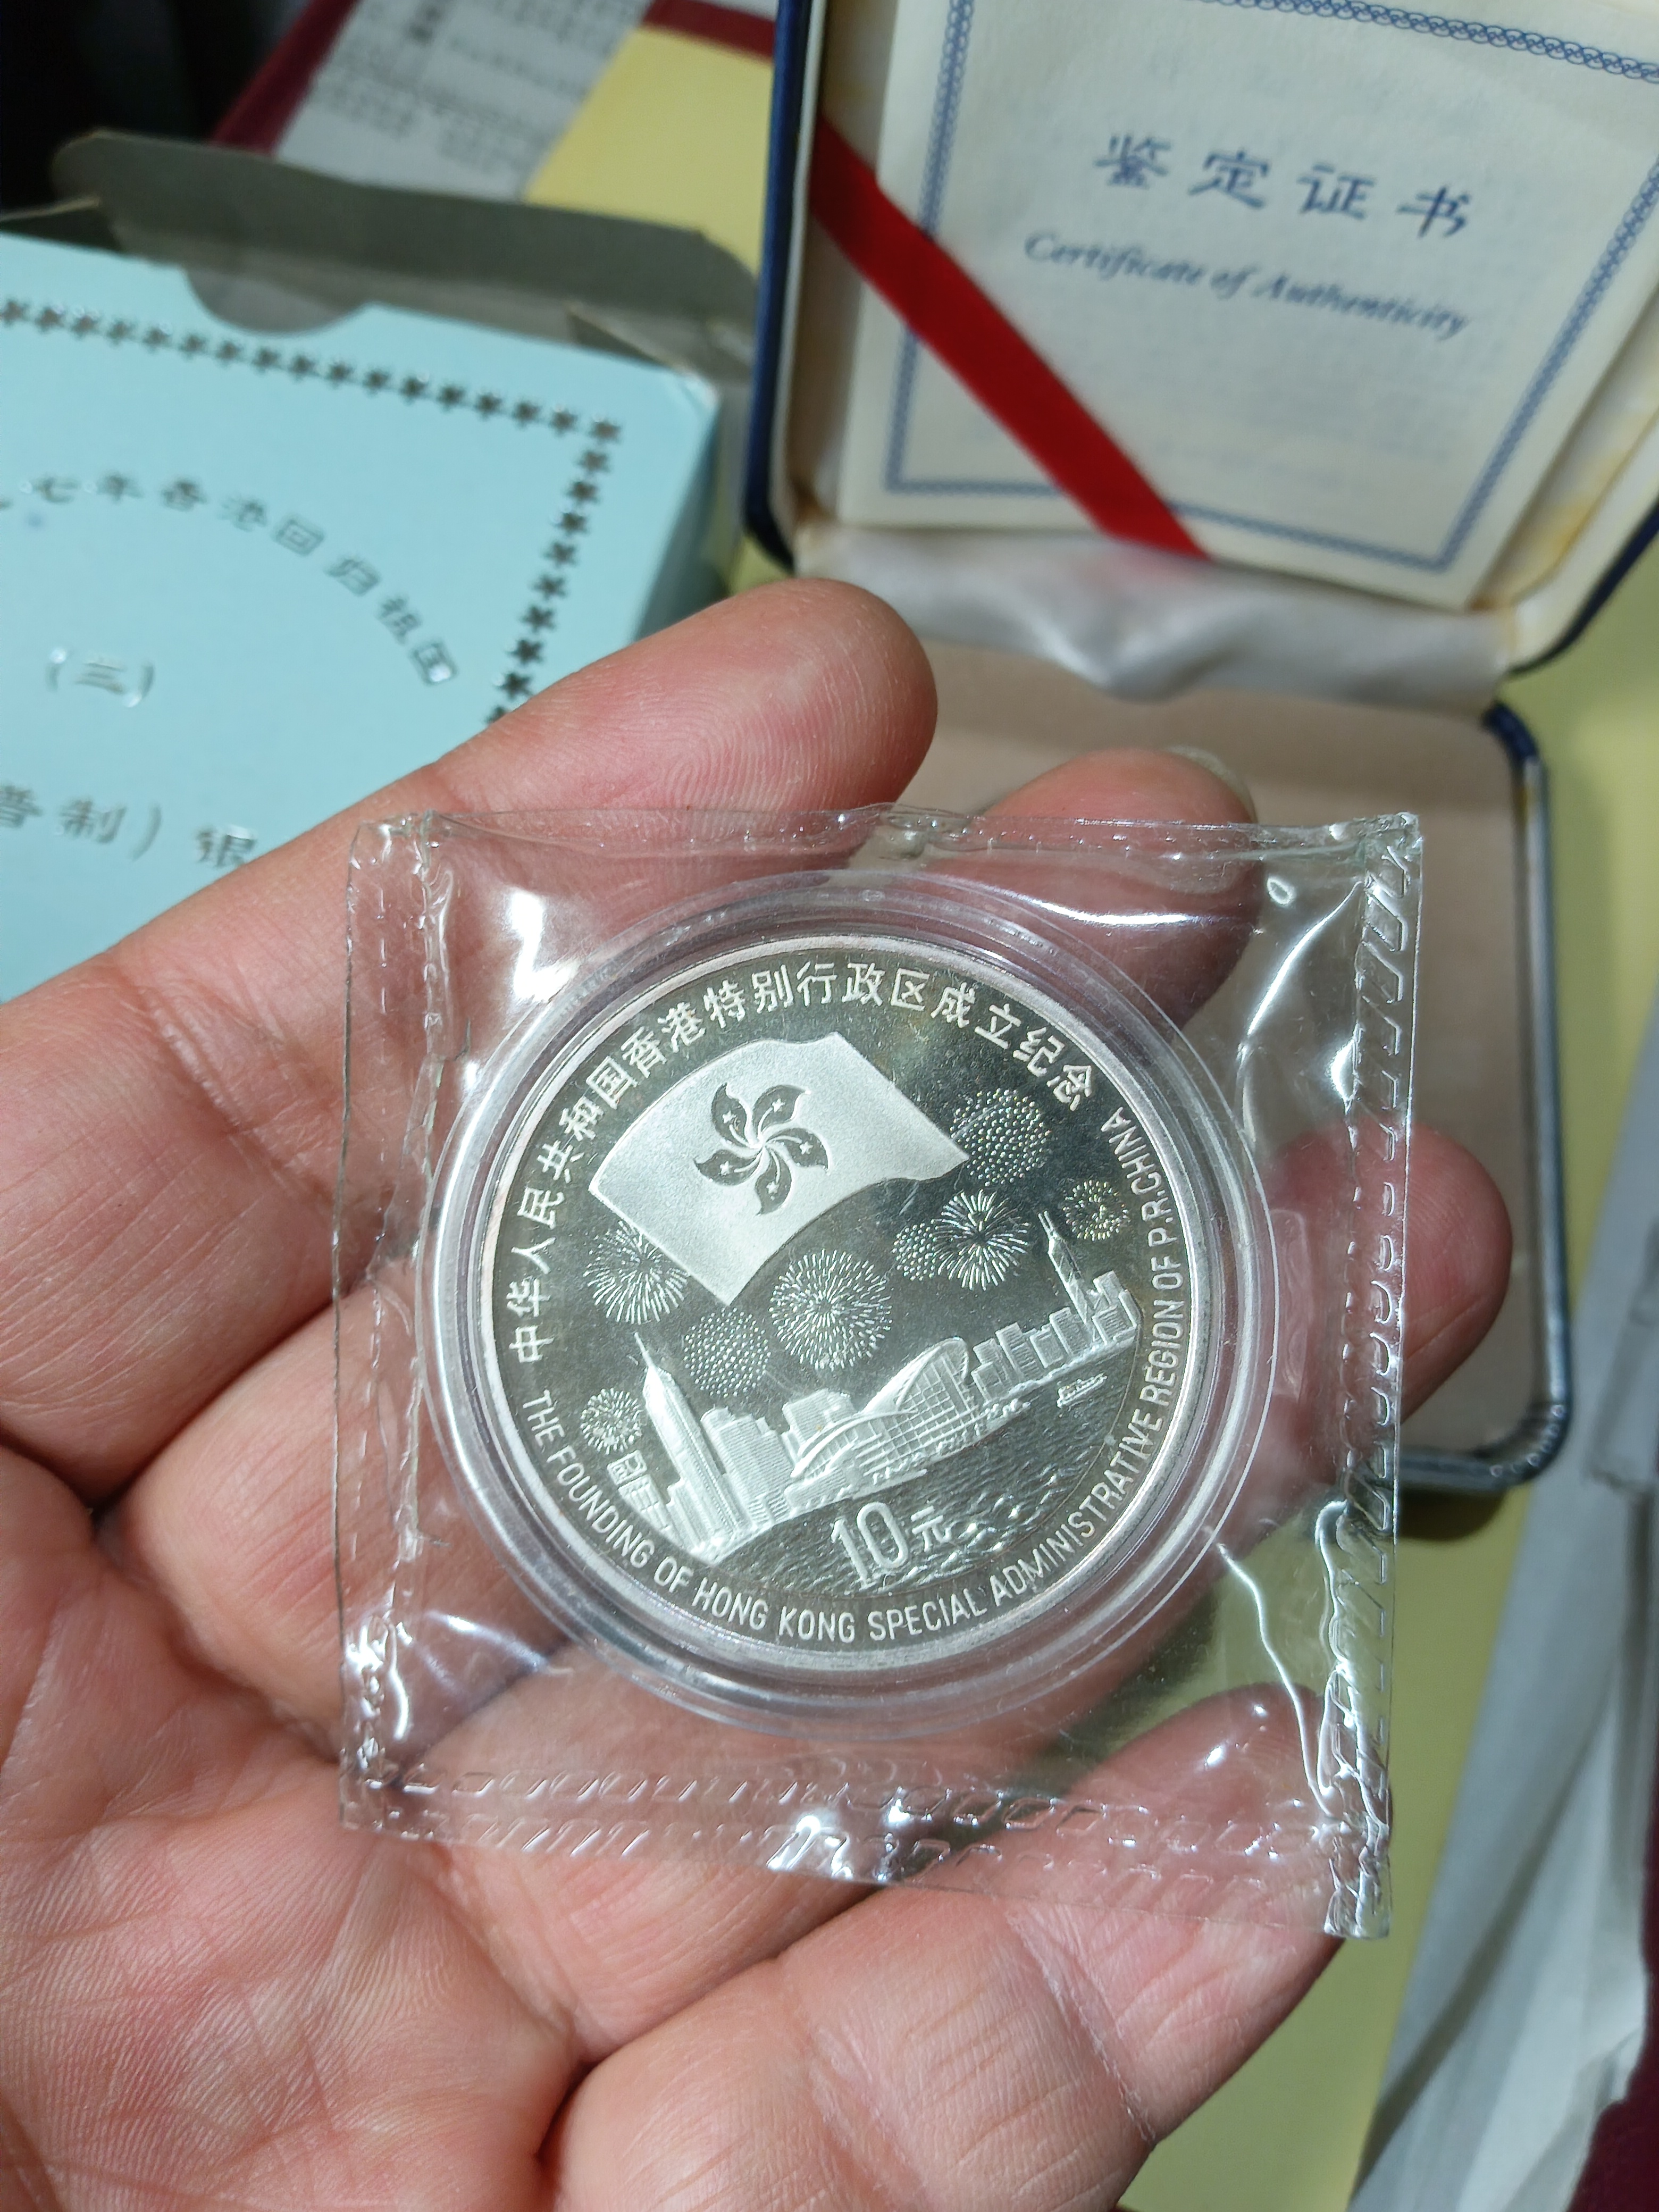 鉴定证书
Certificate of Authenticity
七年香港回归祖国
(三)
普制）银
中华人民共和国香港特别行政区成立纪念
THE FOUNDING OF HONG KONG SPECIAL ADMINISTRATIVE REGION OF P.R.CHINA
10元